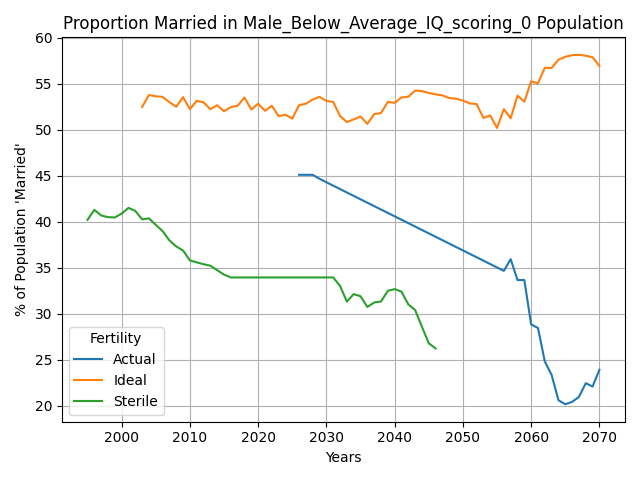 Proportion Married in Male_Below_Average_IQ_scoring_0 Population
% of Population 'Married'
60
55
50
45
40
35
30
25
20
Fertility
Actual
Ideal
Sterile
2000 2010 2020 2030 2040 2050 2060 2070
Years